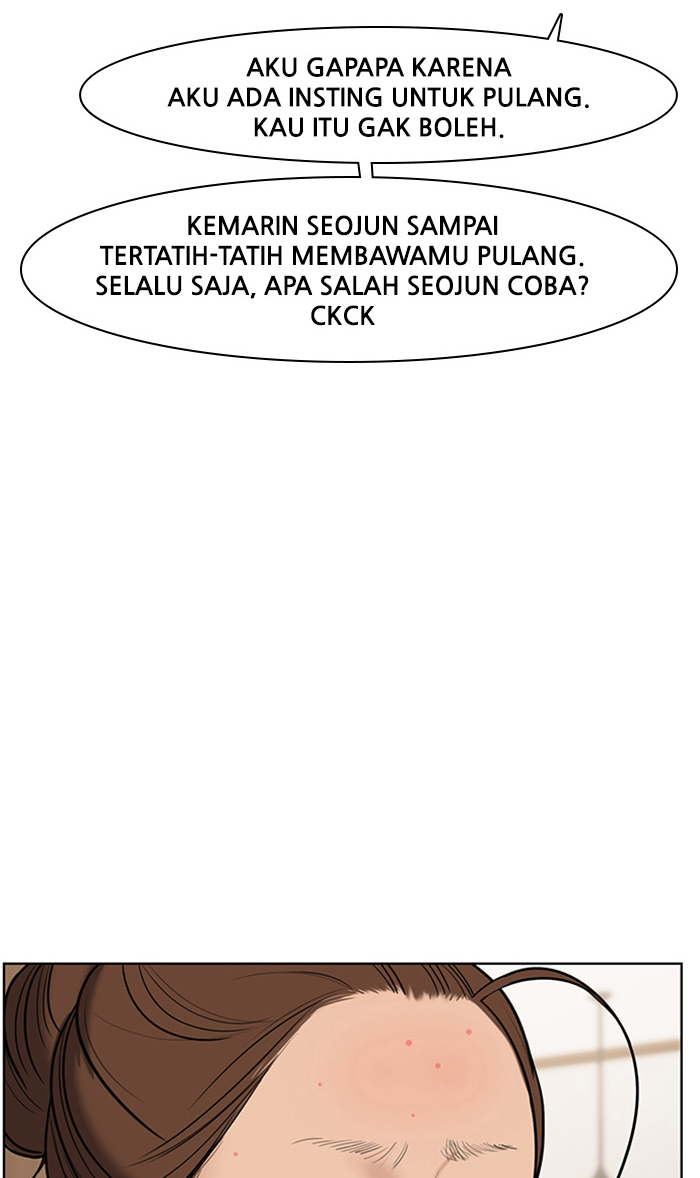 AKU GAPAPA KARENA
AKU ADA INSTING UNTUK PULANG.
KAU ITU GAK BOLEH.
KEMARIN SEOJUN SAMPAI
TERTATIH-TATIH MEMBAWAMU PULANG.
SELALU SAJA, APA SALAH SEOJUN COBA?
CKCK